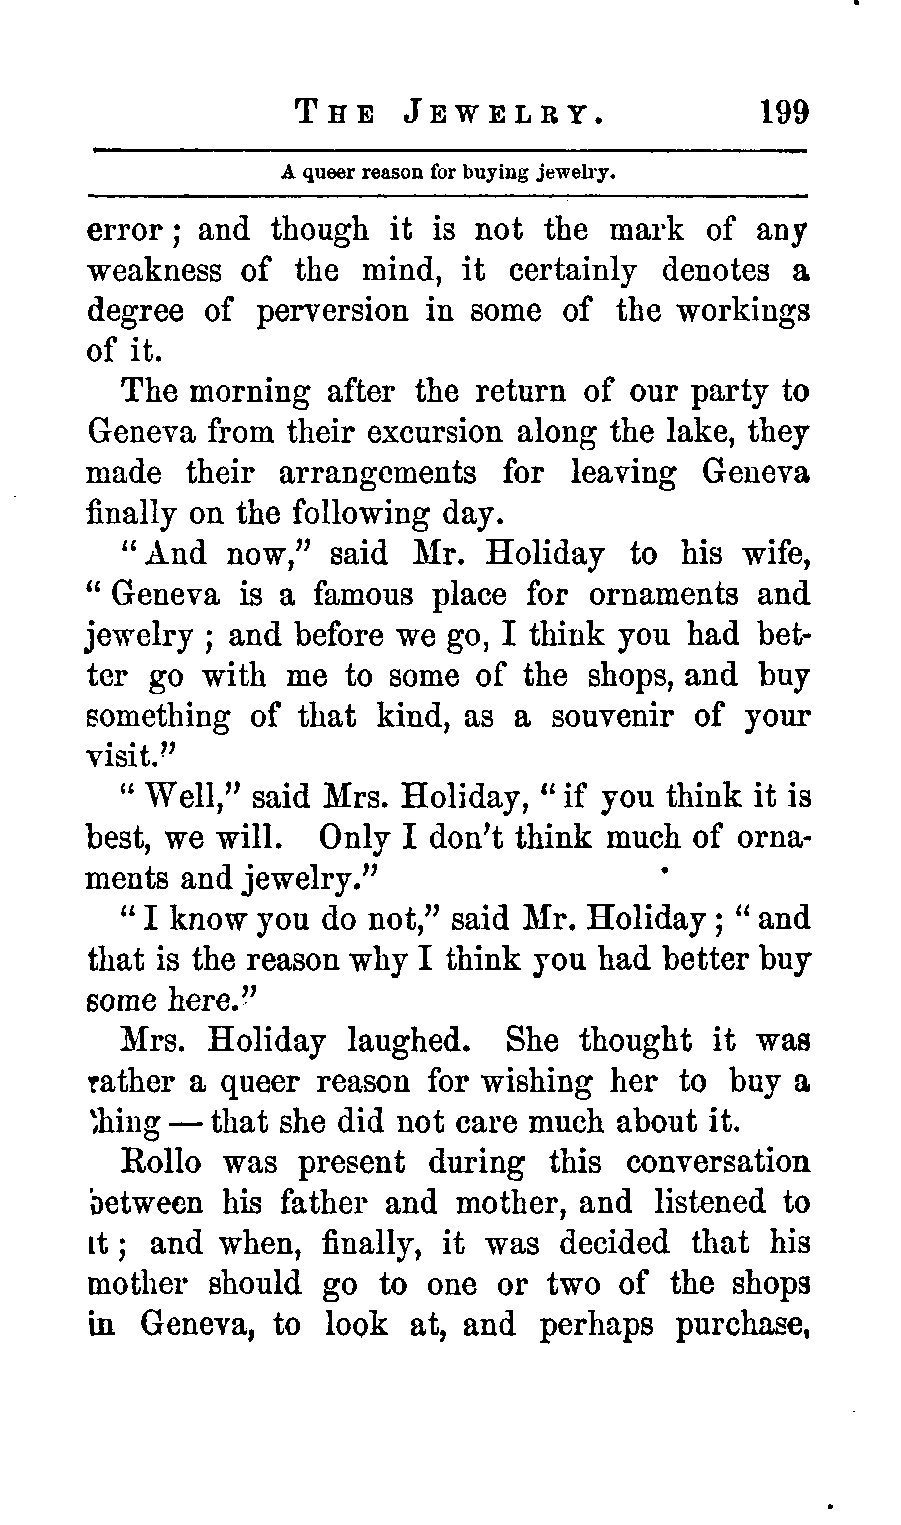 THE JEWELRY. 199
A queer reason for buying jewelry.
error ; and though it is not the mark of any
weakness of the mind, it certainly denotes a
degree of perversion in some of the workings
of it.
The morning after the return of our party to
Geneva from their excursion along the lake, they
made their arrangements for leaving Geneva
finally on the following day.
“ And now,” said Mr. Holiday to his wife,
“ Geneva is a famous place for ornaments and
jewelry ; and before we go, I think you had bet-
ter go with me to some of the shops, and buy
something of that kind, as a souvenir of your
visit.”
“ Well,” said Mrs. Holiday, “ if you think it is
best, we will. Only I don’t think much of orna-
ments and jewelry.”
“ I know you do not,” said Mr. Holiday ; “ and
that is the reason why I think you had better buy
some here.”
Mrs. Holiday laughed. She thought it was
rather a queer reason for wishing her to buy a
thing — that she did not care much about it.
Rollo was present during this conversation
between his father and mother, and listened to
it ; and when, finally, it was decided that his
mother should go to one or two of the shops
in Geneva, to look at, and perhaps purchase,